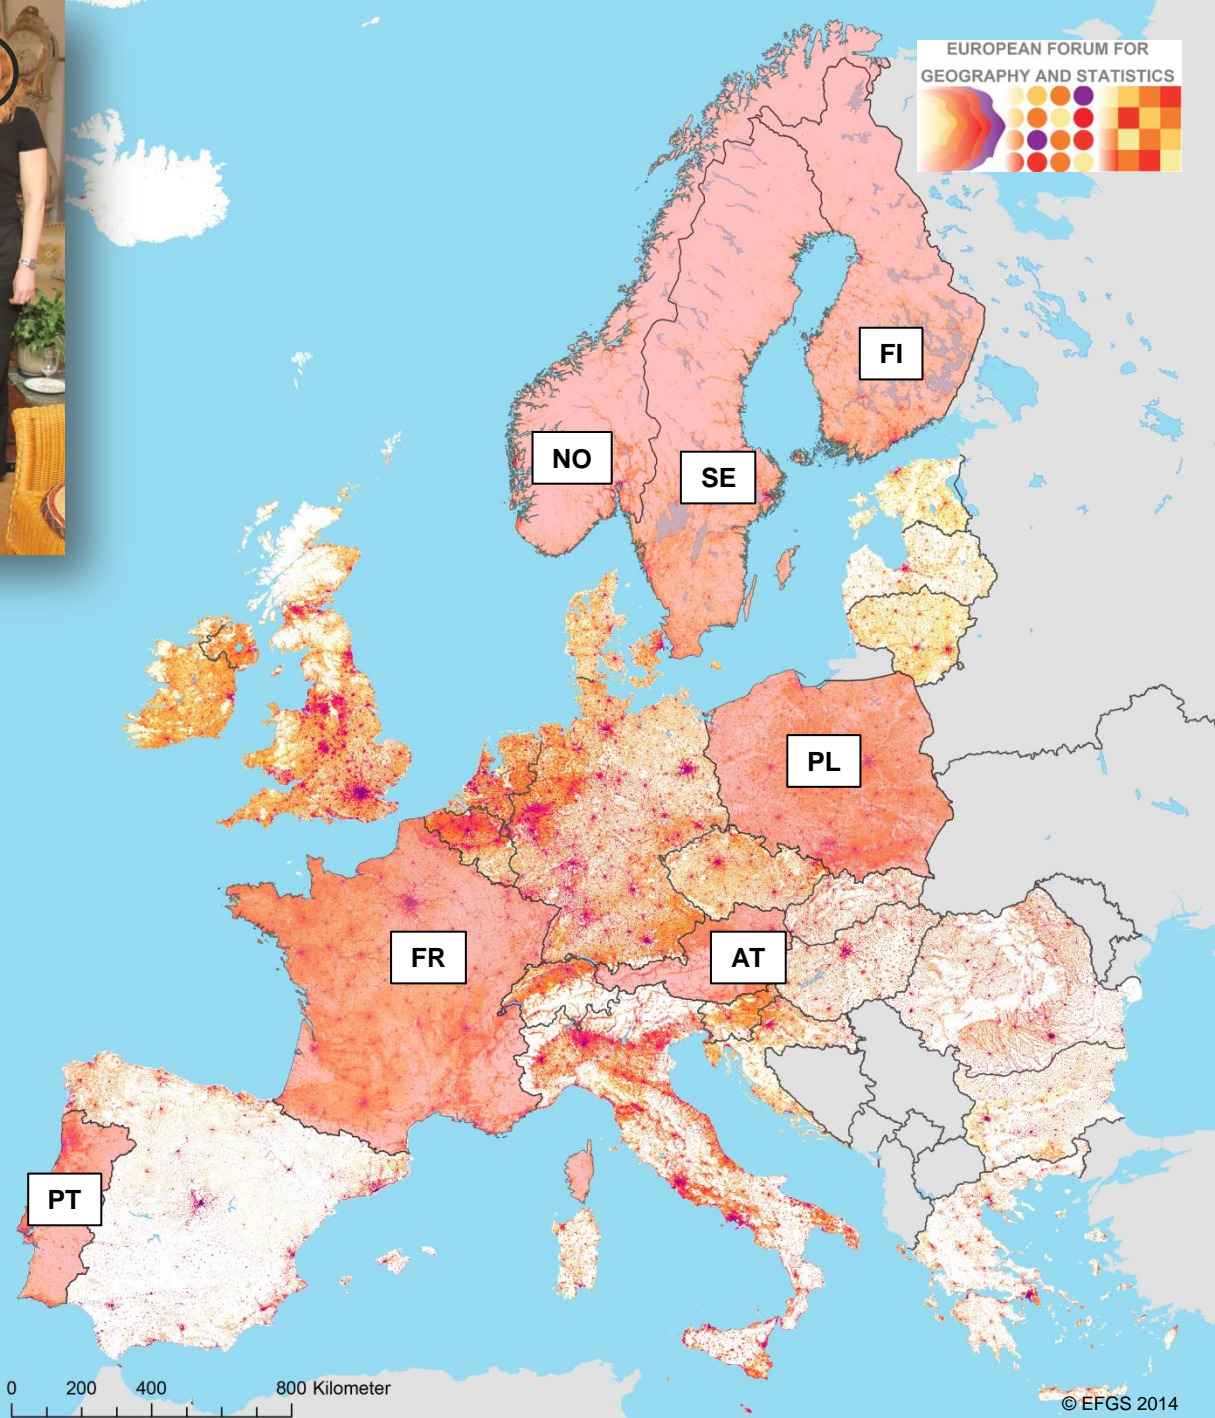 EUROPEAN FORUM FOR
GEOGRAPHY AND STATISTICS
FI
NO
SE
PL
FR
AT
PT
0 200 400 800 Kilometer
© EFGS 2014